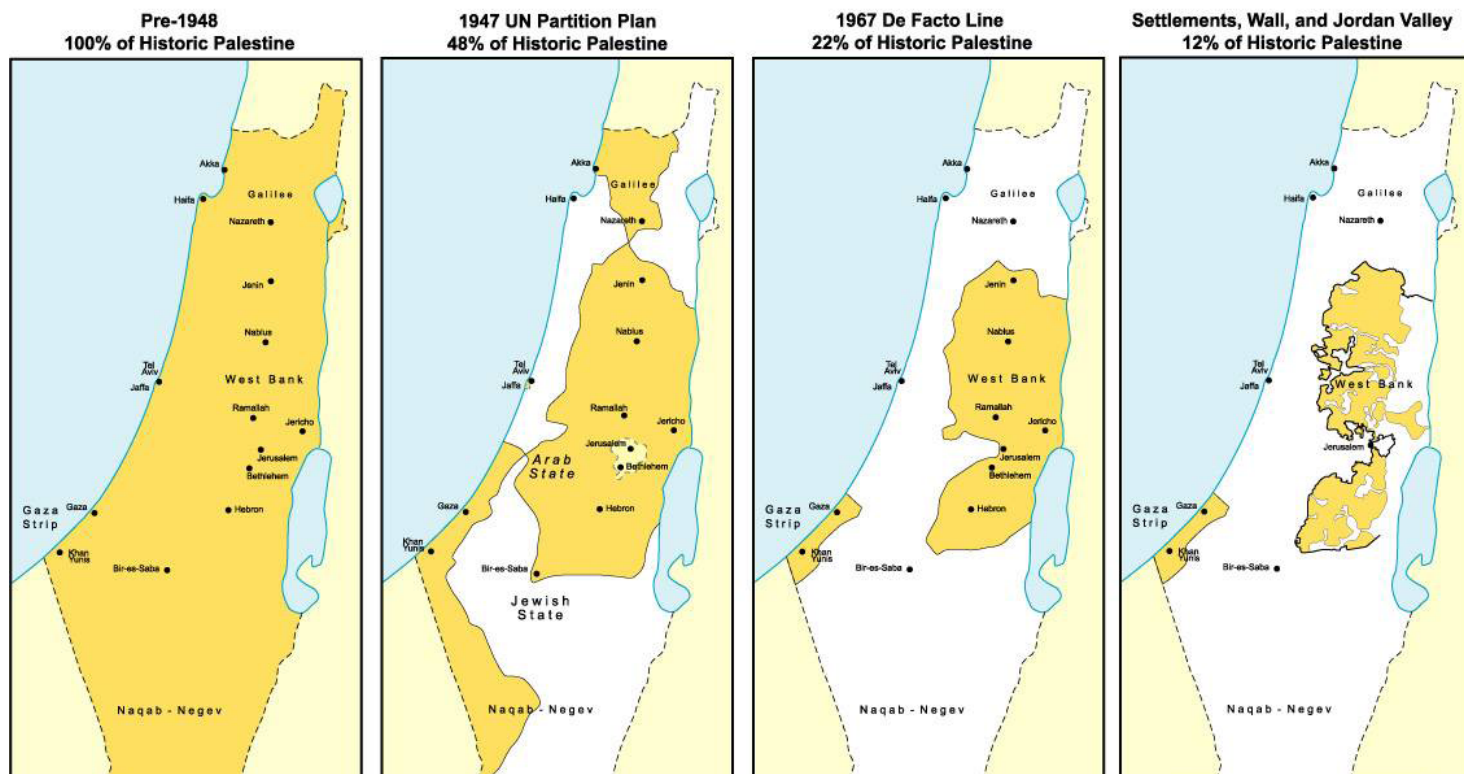 Pre-1948
100% of Historic Palestine
Akka
Galilee
Haifa
Nazareth
Jenin
Nablus
Tel
Aviv
Jaffa
West Bank
Ramallah
Jericho
Jerusalem
Bethlehem
Gaza
Strip
Gaza
Hebron
Khan
Yunis
Bir-es-Saba
Naqab - Negev
1947 UN Partition Plan
48% of Historic Palestine
Akka
Galilee
Haifa
Nazareth
Jenin
Nablus
Tel
Aviv
Jaffa
Ramallah
Jericho
Jerusalem
Arab
State
Bethlehem
Gaza
Hebron
Khan
Yunis
Bir-es-Saba
Jewish
State
Naqab - Negev
1967 De Facto Line
22% of Historic Palestine
Akka
Galilee
Haifa
Nazareth
Jenin
Nablus
Tel
Aviv
Jaffa
West Bank
Ramallah
Jericho
Jerusalem
Bethlehem
Gaza
Strip
Gaza
Hebron
Khan
Yunis
Bir-es-Saba
Naqab - Negev
Settlements, Wall, and Jordan Valley
12% of Historic Palestine
Akka
Galilee
Haifa
Nazareth
Tel
Aviv
Jaffa
West Bank
Jerusalem
Gaza
Strip
Gaza
Khan
Yunis
Bir-es-Saba
Naqab - Negev